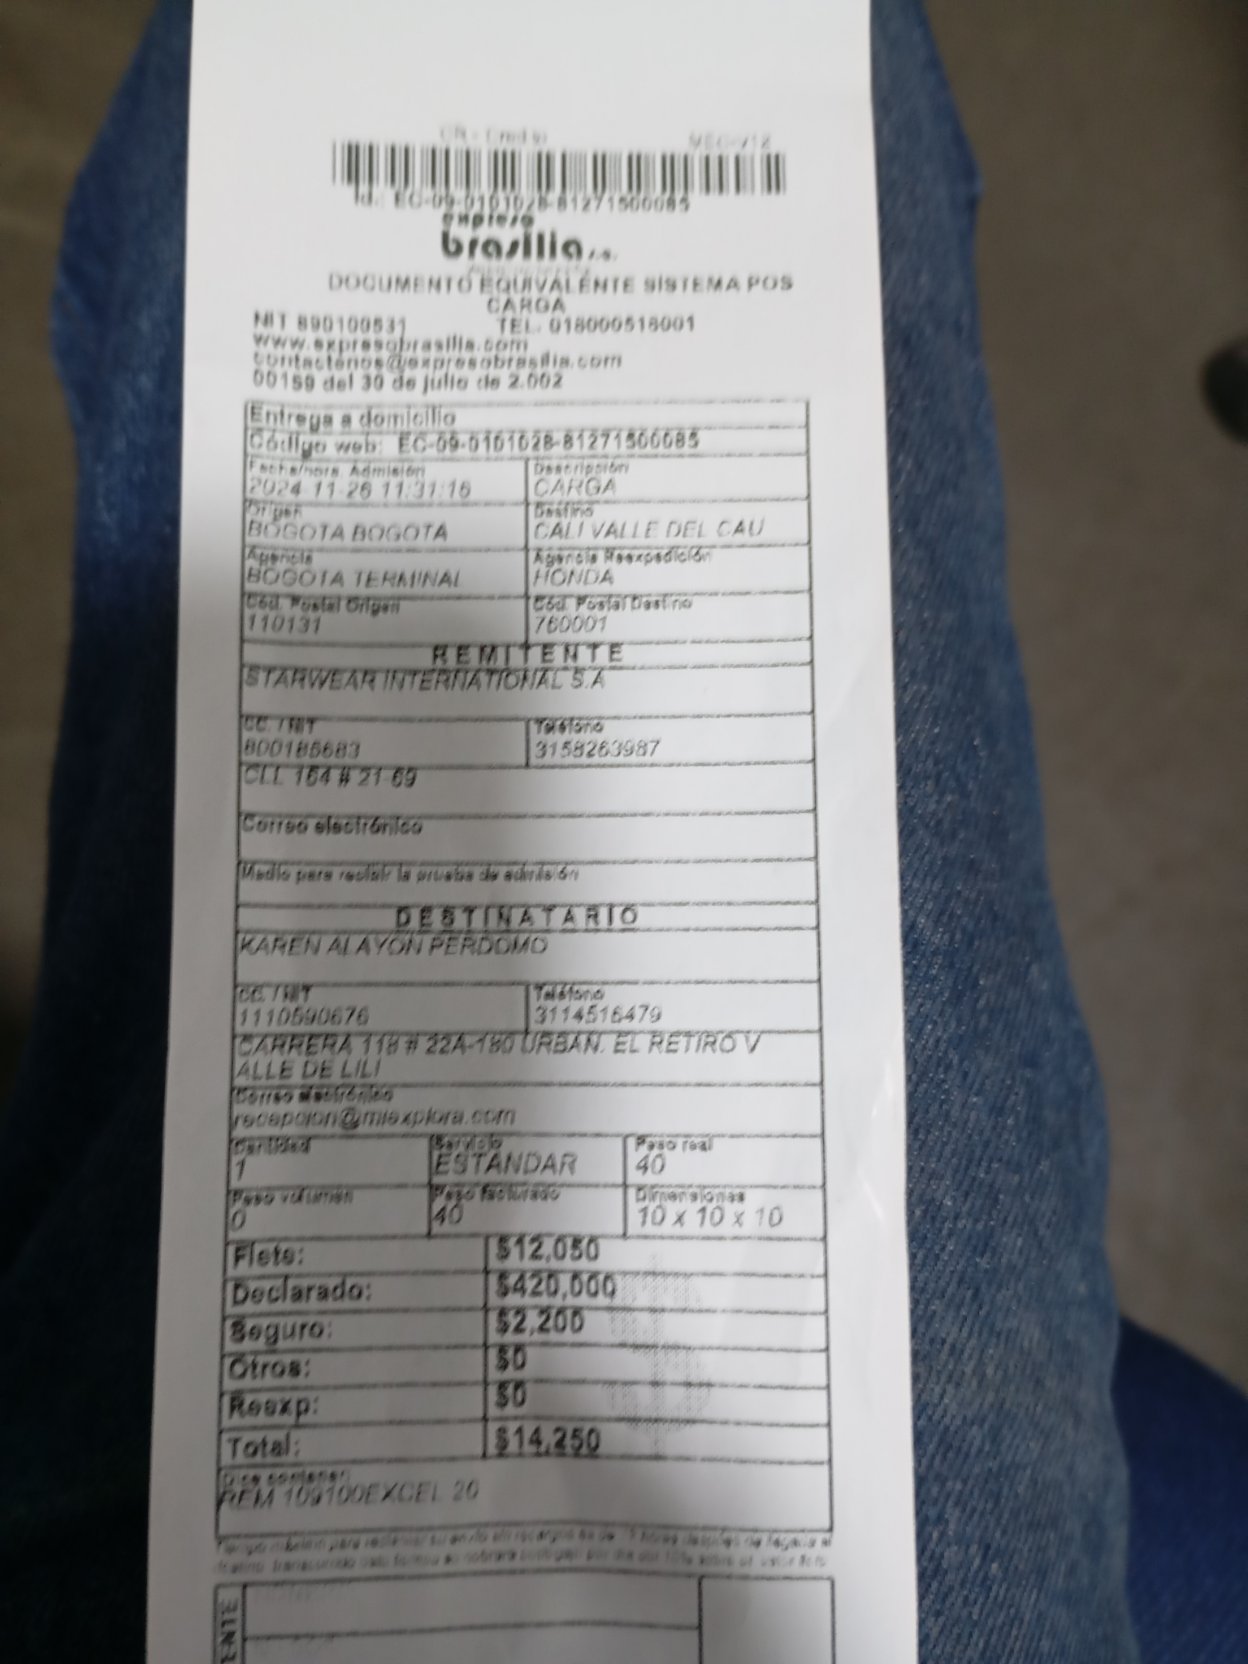 CR - Credito
Id.: EC-09-0101028-81271500085
expreso
brasilia s.a.
DOCUMENTO EQUIVALENTE SISTEMA POS
CARGA
NIT 890100531 TEL. 018000518001
www.expresobrasilia.com
contactenos@expresobrasilia.com
00159 del 30 de julio de 2.002
Entrega a domicilio
Código web: EC-09-0101028-81271500085
Fecha/hora Admisión Descripción
2024-11-26 11:31:16 CARGA
Origen Destino
BOGOTA BOGOTA CALI VALLE DEL CAU
Agencia Agencia Reexpedición
BOGOTA TERMINAL HONDA
Cód. Postal Origen Cód. Postal Destino
110131 760001
REMITENTE
STARWEAR INTERNATIONAL S.A
CC. / NIT Teléfono
800186683 3158263987
CLL 164 # 21-69
Correo electrónico
Medio para recibir la prueba de admisión
DESTINATARIO
KAREN ALAYON PERDOMO
CC. / NIT Teléfono
1110590676 3114516479
CARRERA 118 # 22A-180 URBAN. EL RETIRO V
ALLE DE LILI
Correo electrónico
recepcion@miexplora.com
Cantidad Servicio Peso real
1 ESTANDAR 40
Peso volumen Peso facturado Dimensiones
0 40 10 x 10 x 10
Flete: $12,050
Declarado: $420,000
Seguro: $2,200
Otros: $0
Reexp: $0
Total: $14,250
Dice contener:
REM 109100EXCEL 20